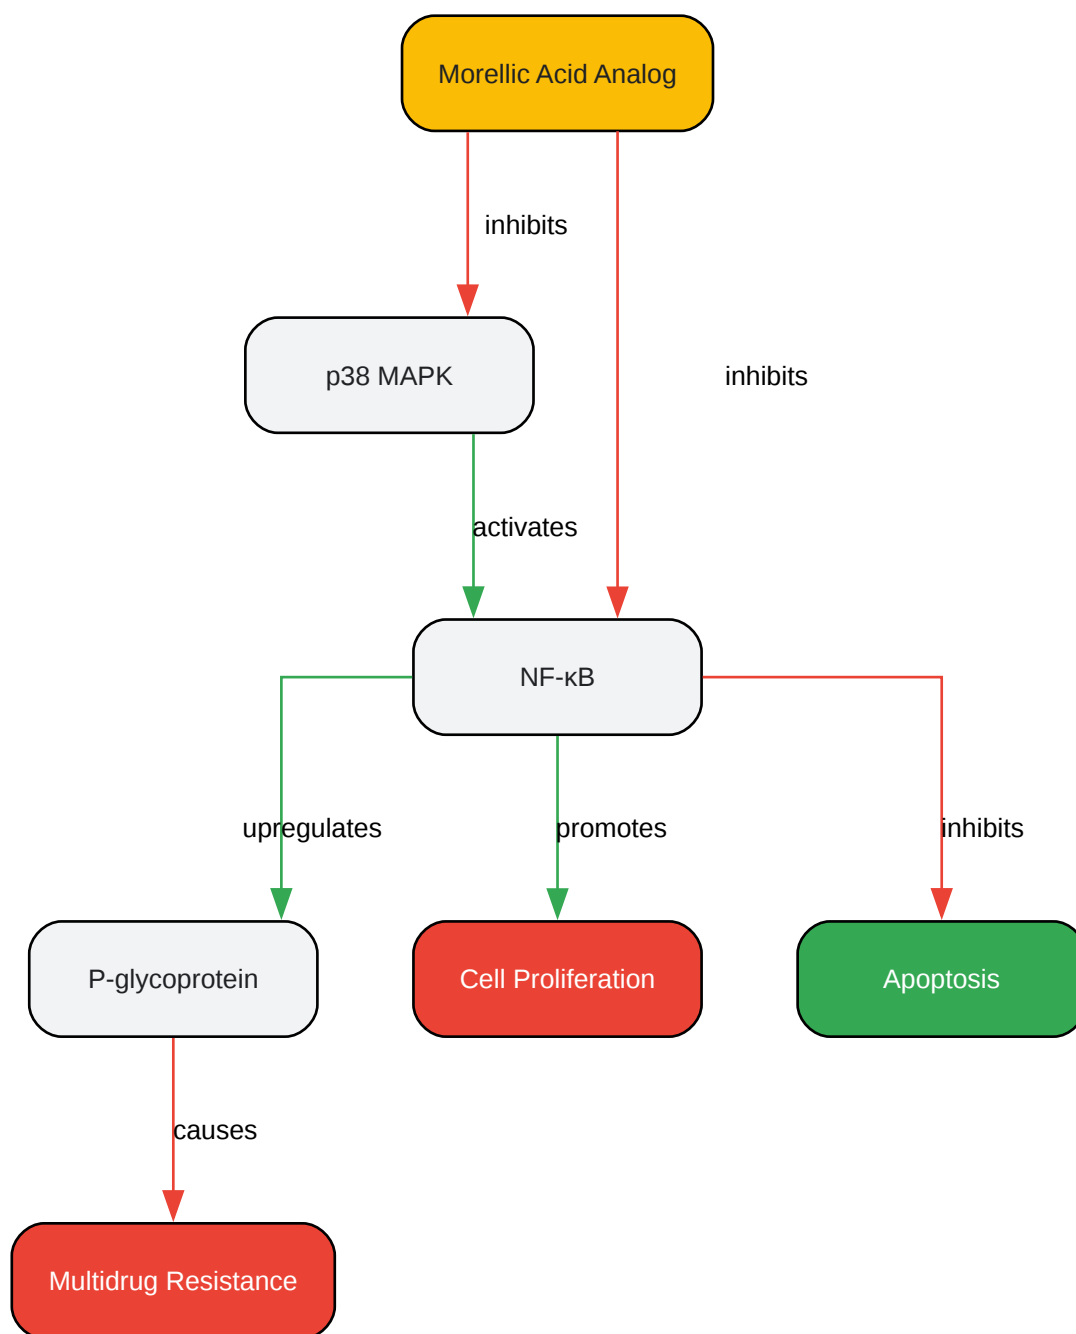 Morellic Acid Analog
inhibits
p38 MAPK
inhibits
activates
NF-κB
upregulates
promotes
inhibits
P-glycoprotein
Cell Proliferation
Apoptosis
causes
Multidrug Resistance